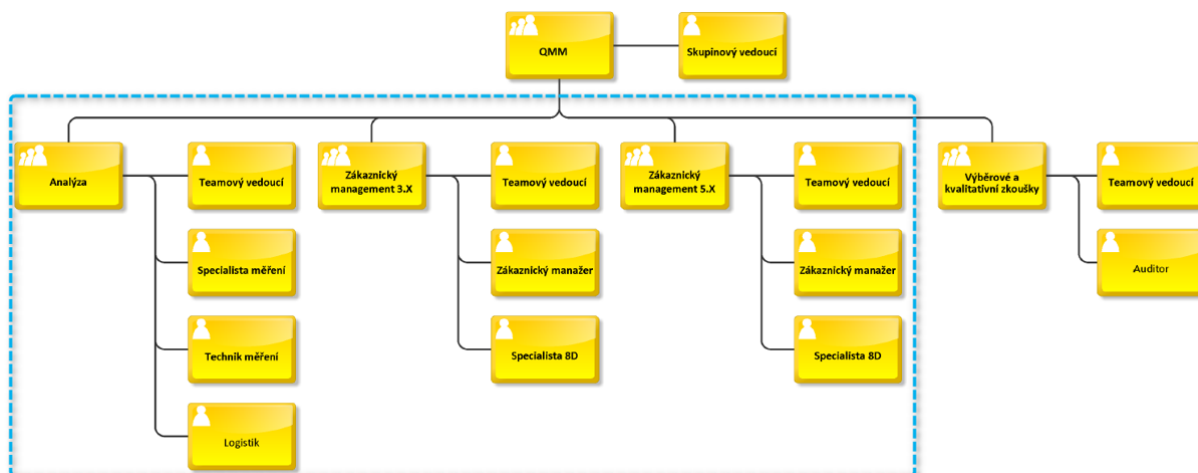 QMM
Skupinový vedoucí
Analýza
Teamový vedoucí
Zákaznický
management 3.X
Teamový vedoucí
Zákaznický
management 5.X
Teamový vedoucí
Výběrové a
kvalitativní zkoušky
Teamový vedoucí
Specialista měření
Zákaznický manažer
Zákaznický manažer
Auditor
Technik měření
Specialista 8D
Specialista 8D
Logistik